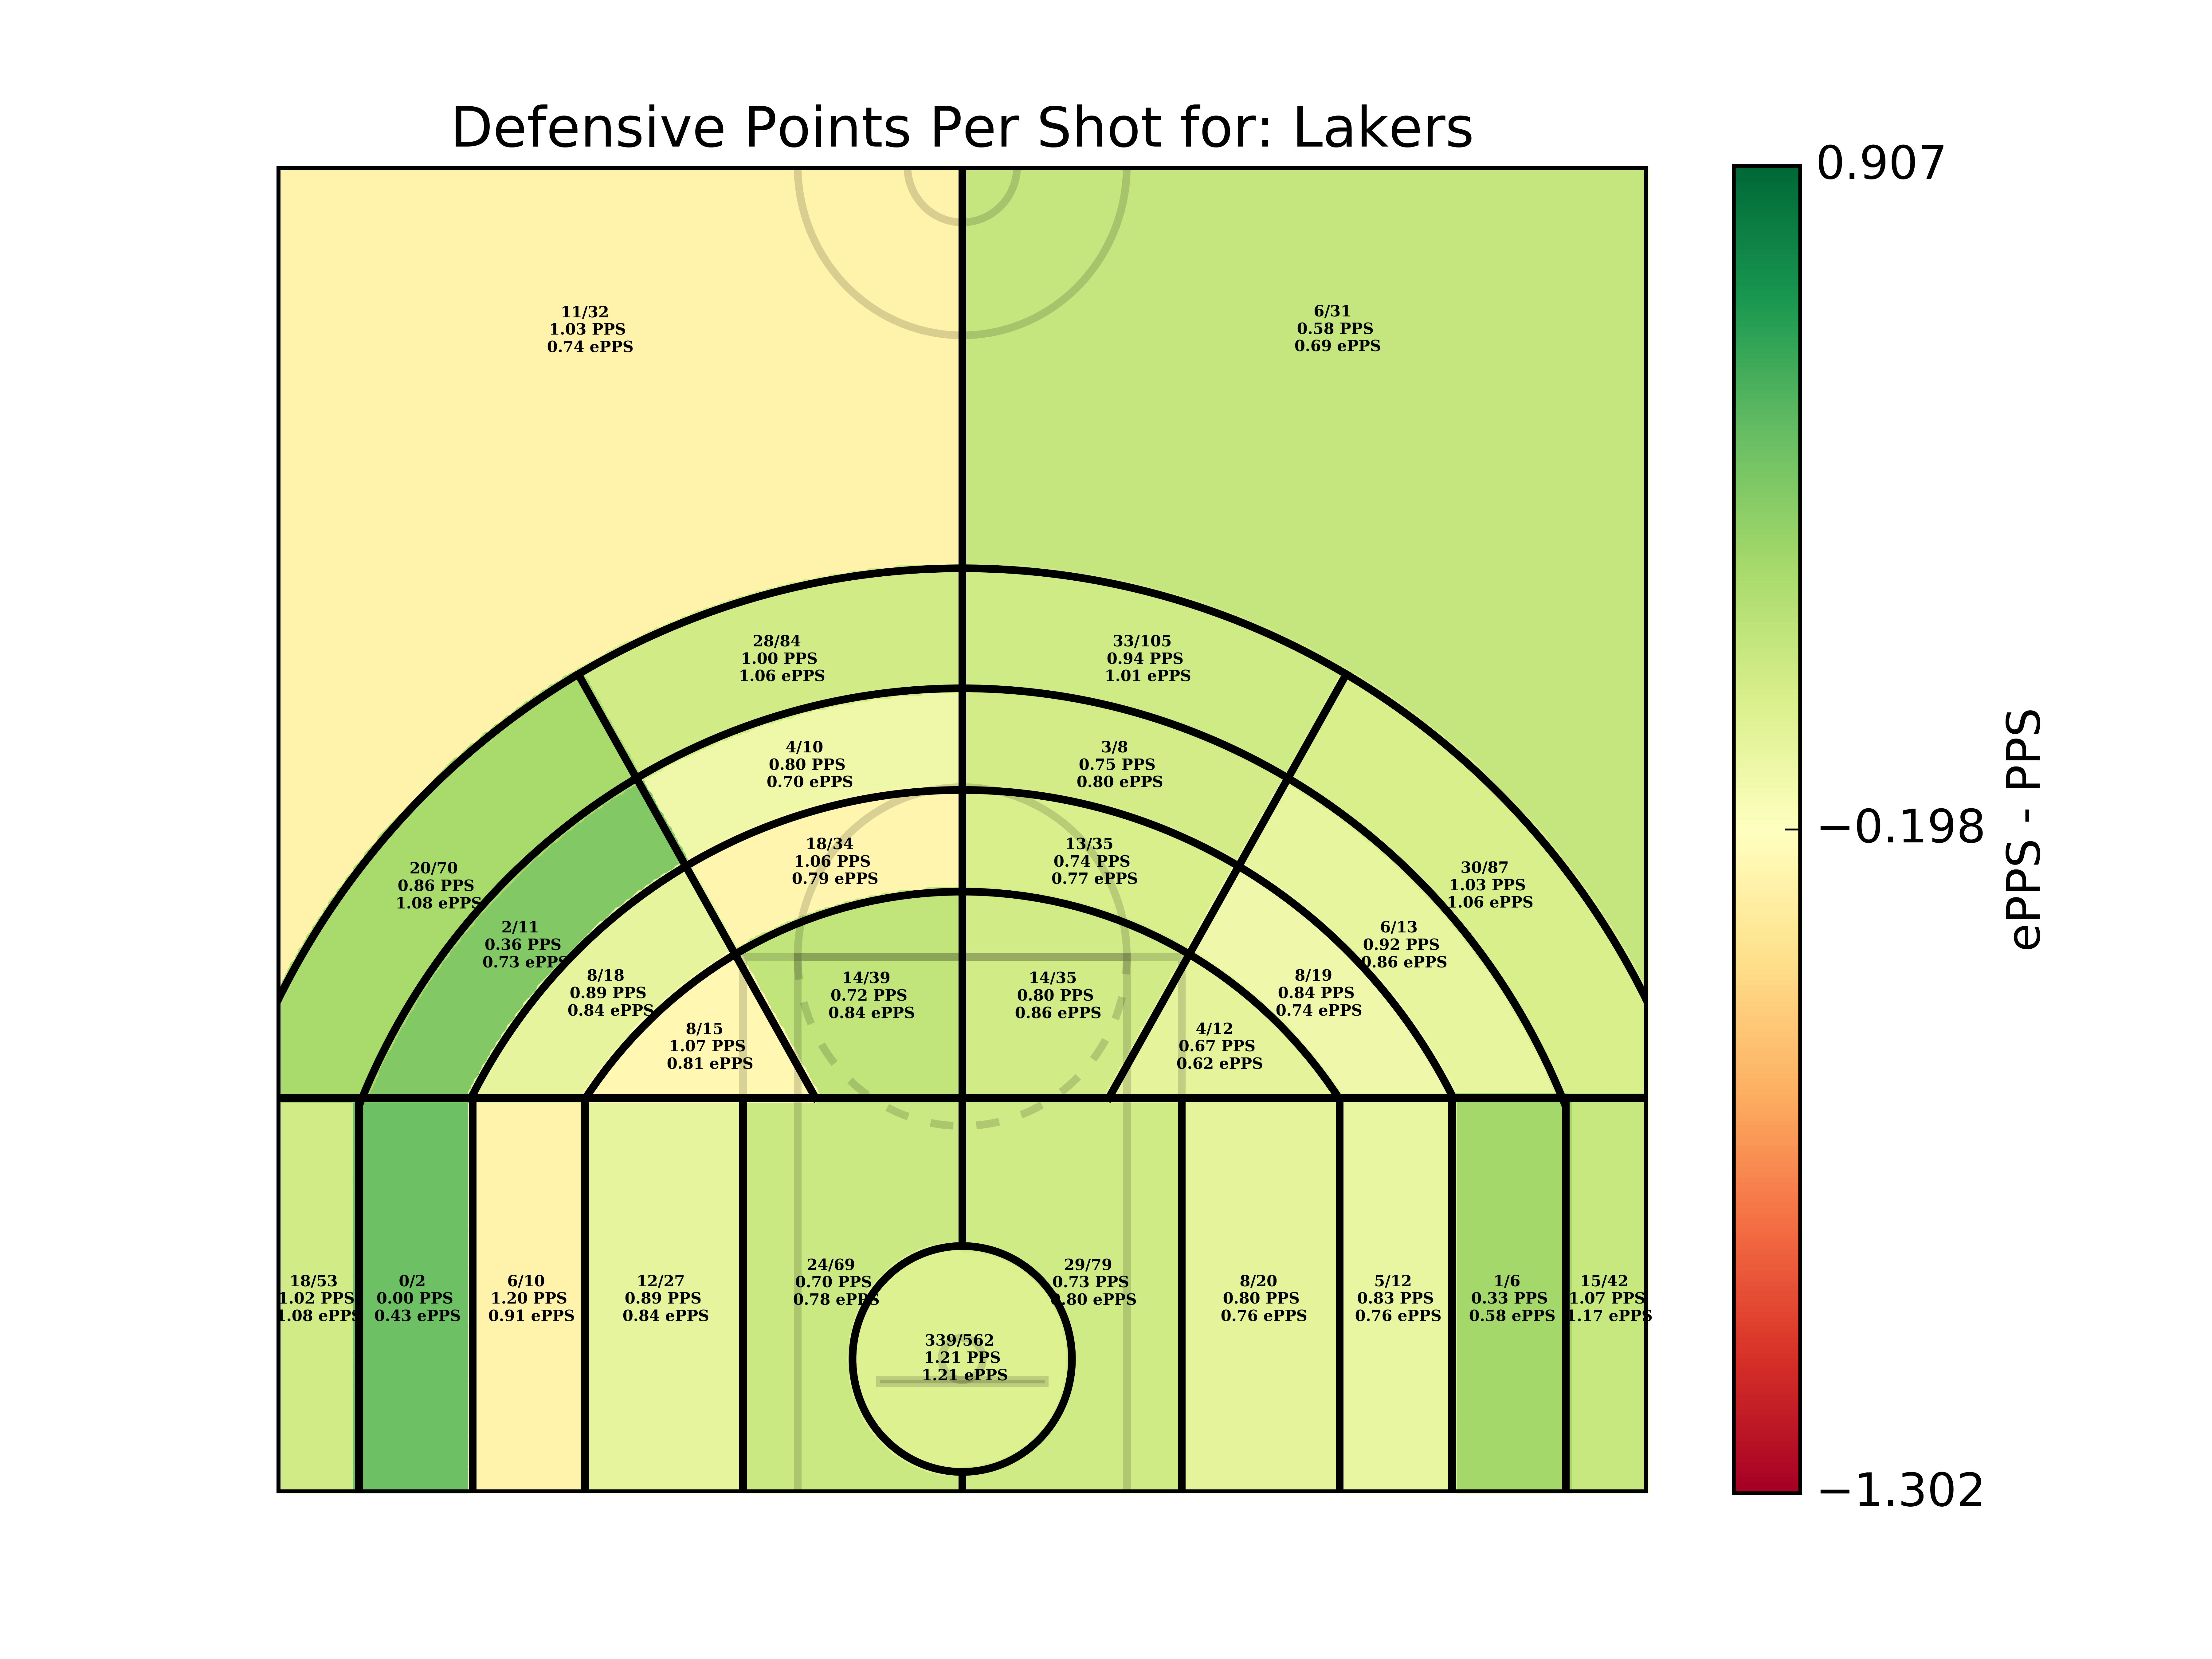 Defensive Points Per Shot for: Lakers
0.907
11/32
1.03 PPS
0.74 ePPS
6/31
0.58 PPS
0.69 ePPS
28/84
1.00 PPS
1.06 ePPS
33/105
0.94 PPS
1.01 ePPS
4/10
0.80 PPS
0.70 ePPS
3/8
0.75 PPS
0.80 ePPS
−0.198
ePPS - PPS
18/34
1.06 PPS
0.79 ePPS
13/35
0.74 PPS
0.77 ePPS
20/70
0.86 PPS
1.08 ePPS
30/87
1.03 PPS
1.06 ePPS
2/11
0.36 PPS
0.73 ePPS
6/13
0.92 PPS
0.86 ePPS
8/18
0.89 PPS
0.84 ePPS
14/39
0.72 PPS
0.84 ePPS
14/35
0.80 PPS
0.86 ePPS
8/19
0.84 PPS
0.74 ePPS
8/15
1.07 PPS
0.81 ePPS
4/12
0.67 PPS
0.62 ePPS
18/53
1.02 PPS
1.08 ePPS
0/2
0.00 PPS
0.43 ePPS
6/10
1.20 PPS
0.91 ePPS
12/27
0.89 PPS
0.84 ePPS
24/69
0.70 PPS
0.78 ePPS
29/79
0.73 PPS
0.80 ePPS
8/20
0.80 PPS
0.76 ePPS
5/12
0.83 PPS
0.76 ePPS
1/6
0.33 PPS
0.58 ePPS
15/42
1.07 PPS
1.17 ePPS
339/562
1.21 PPS
1.21 ePPS
−1.302